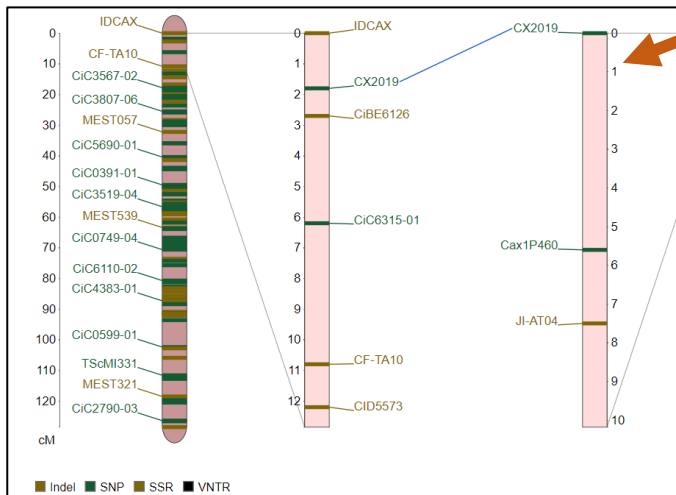 IDCAX
CF-TA10
CiC3567-02
CiC3807-06
MEST057
CiC5690-01
CiC0391-01
CiC3519-04
MEST539
CiC0749-04
CiC6110-02
CiC4383-01
CiC0599-01
TScMI331
MEST321
CiC2790-03
0
10
20
30
40
50
60
70
80
90
100
110
120
cM
0
1
2
3
4
5
6
7
8
9
10
11
12
IDCAX
CX2019
CiBE6126
CiC6315-01
CF-TA10
CID5573
CX2019
Cax1P460
JI-AT04
0
1
2
3
4
5
6
7
8
9
10
Indel SNP SSR VNTR